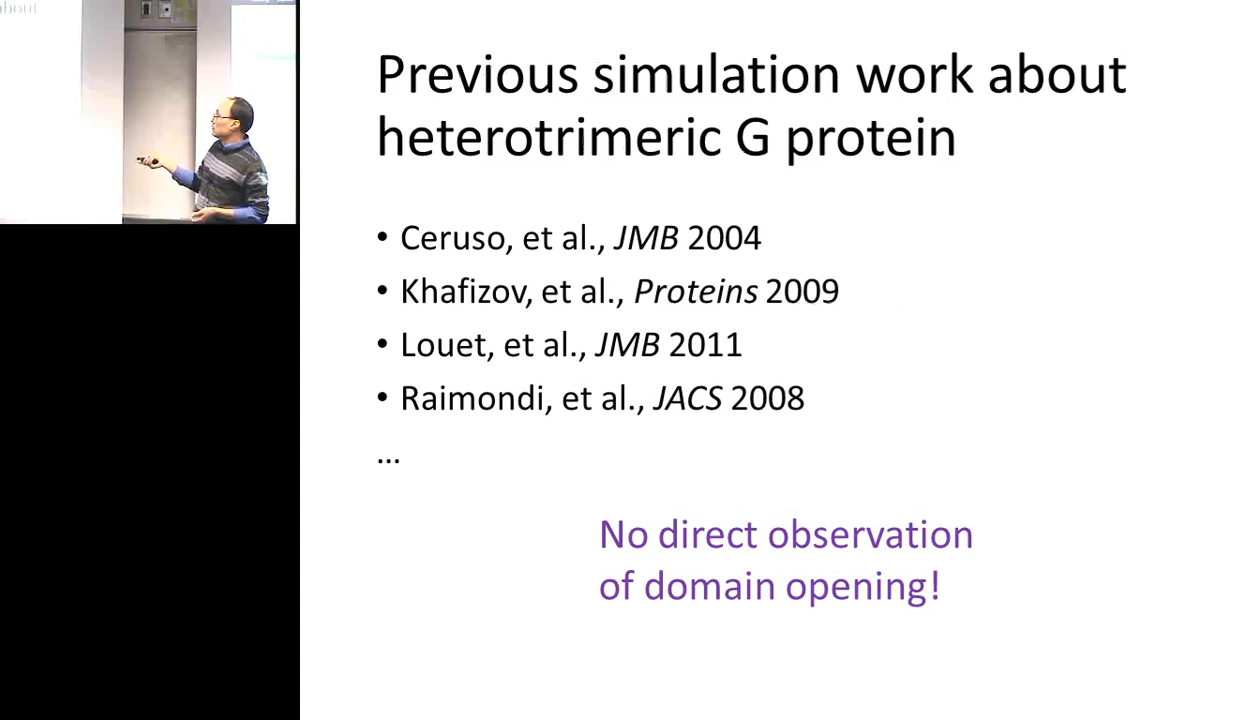 about
Previous simulation work about
heterotrimeric G protein
• Ceruso, et al., JMB 2004
• Khafizov, et al., Proteins 2009
• Louet, et al., JMB 2011
• Raimondi, et al., JACS 2008
...
No direct observation
of domain opening!